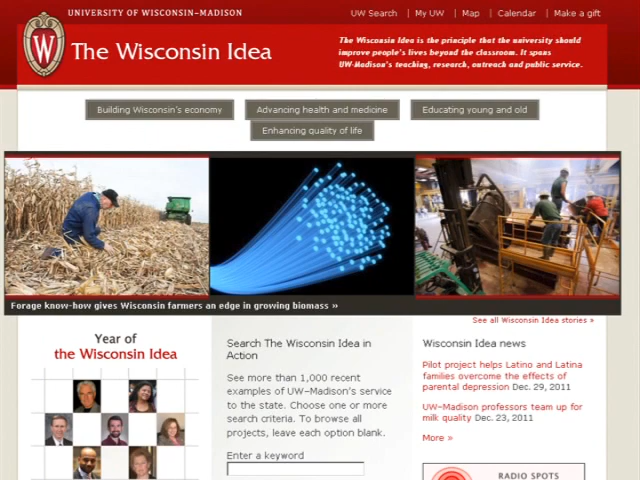 UNIVERSITY OF WISCONSIN–MADISON
UW Search | My UW | Map | Calendar | Make a gift
W
The Wisconsin Idea
The Wisconsin Idea is the principle that the university should
improve people's lives beyond the classroom. It spans
UW-Madison's teaching, research, outreach and public service.
Building Wisconsin's economy
Advancing health and medicine
Educating young and old
Enhancing quality of life
Forage know-how gives Wisconsin farmers an edge in growing biomass »
See all Wisconsin Idea stories »
Year of
the Wisconsin Idea
Search The Wisconsin Idea in
Action
See more than 1,000 recent
examples of UW–Madison's service
to the state. Choose one or more
search criteria. To browse all
projects, leave each option blank.
Enter a keyword
Wisconsin Idea news
Pilot project helps Latino and Latina
families overcome the effects of
parental depression Dec. 29, 2011
UW–Madison professors team up for
milk quality Dec. 23, 2011
More »
RADIO SPOTS